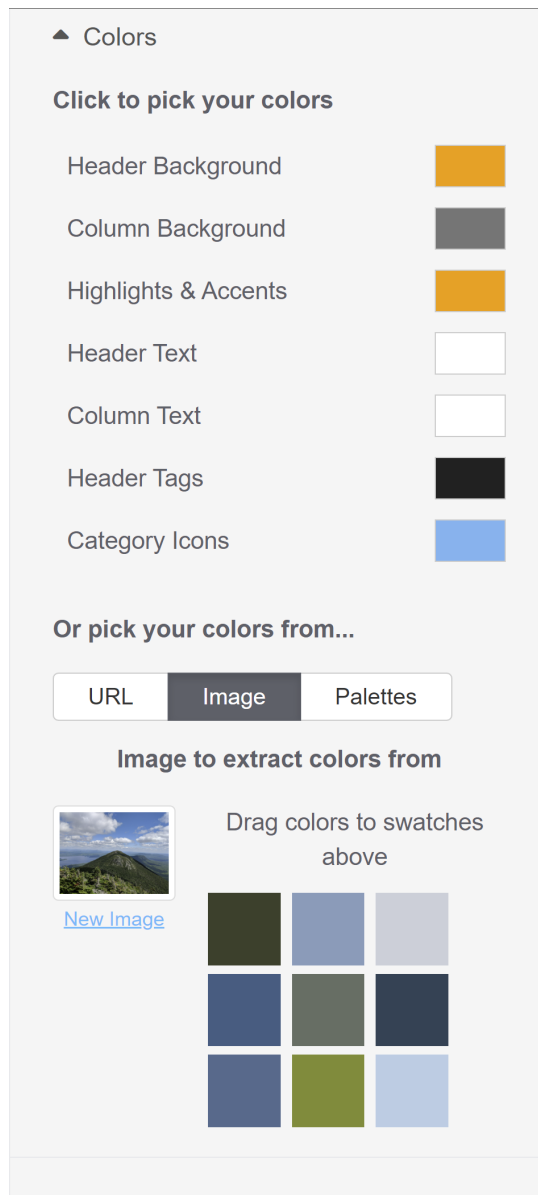 Colors
Click to pick your colors
Header Background
Column Background
Highlights & Accents
Header Text
Column Text
Header Tags
Category Icons
Or pick your colors from...
URL Image Palettes
Image to extract colors from
Drag colors to swatches
above
New Image